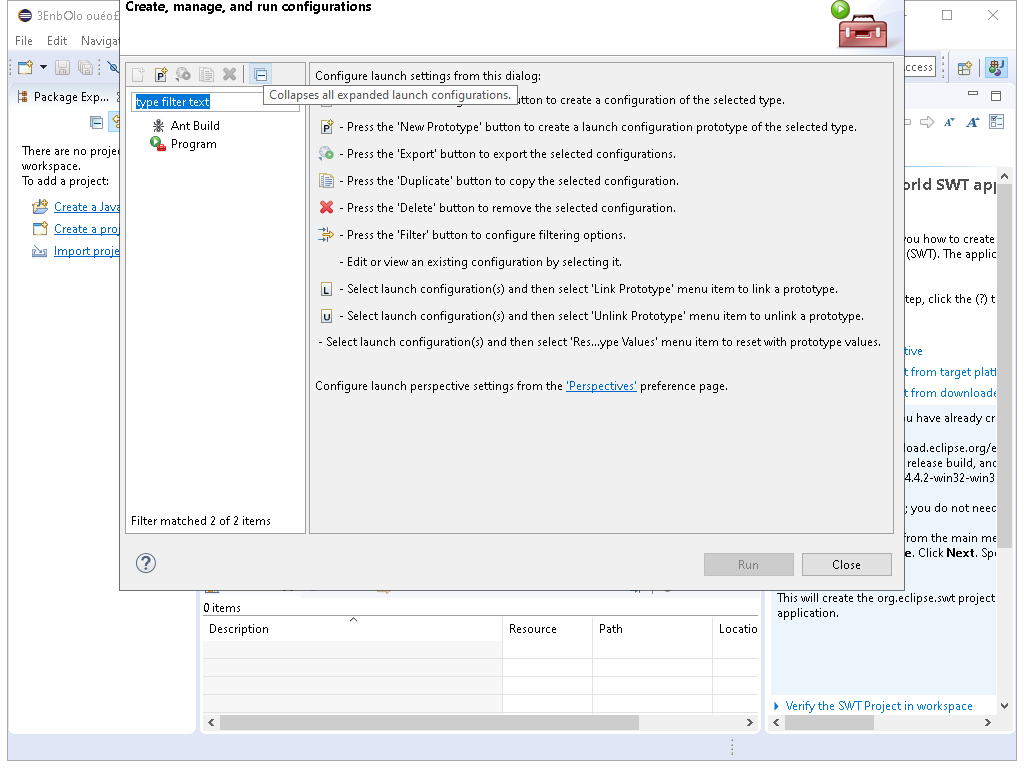 Create, manage, and run configurations
3EnbOlo
File Edit Navigat
ccess
Package Exp...
Configure launch settings from this dialog:
Collapses all expanded launch configurations.
type filter text
utton to create a configuration of the selected type.
Ant Build
Program
- Press the 'New Prototype' button to create a launch configuration prototype of the selected type.
- Press the 'Export' button to export the selected configurations.
- Press the 'Duplicate' button to copy the selected configuration.
- Press the 'Delete' button to remove the selected configuration.
- Press the 'Filter' button to configure filtering options.
- Edit or view an existing configuration by selecting it.
L - Select launch configuration(s) and then select 'Link Prototype' menu item to link a prototype.
U - Select launch configuration(s) and then select 'Unlink Prototype' menu item to unlink a prototype.
- Select launch configuration(s) and then select 'Res...ype Values' menu item to reset with prototype values.
Configure launch perspective settings from the 'Perspectives' preference page.
Filter matched 2 of 2 items
Run
Close
There are no projec
workspace.
To add a project:
Create a Java
Create a proj
Import proje
orld SWT app
you how to create
(SWT). The applic
tep, click the (?) t
tive
t from target platf
t from downloade
u have already cr
load.eclipse.org/e
release build, and
4.4.2-win32-win3
; you do not need
from the main me
e. Click Next. Spe
This will create the org.eclipse.swt project
application.
Verify the SWT Project in workspace
0 items
Description Resource Path Locatio